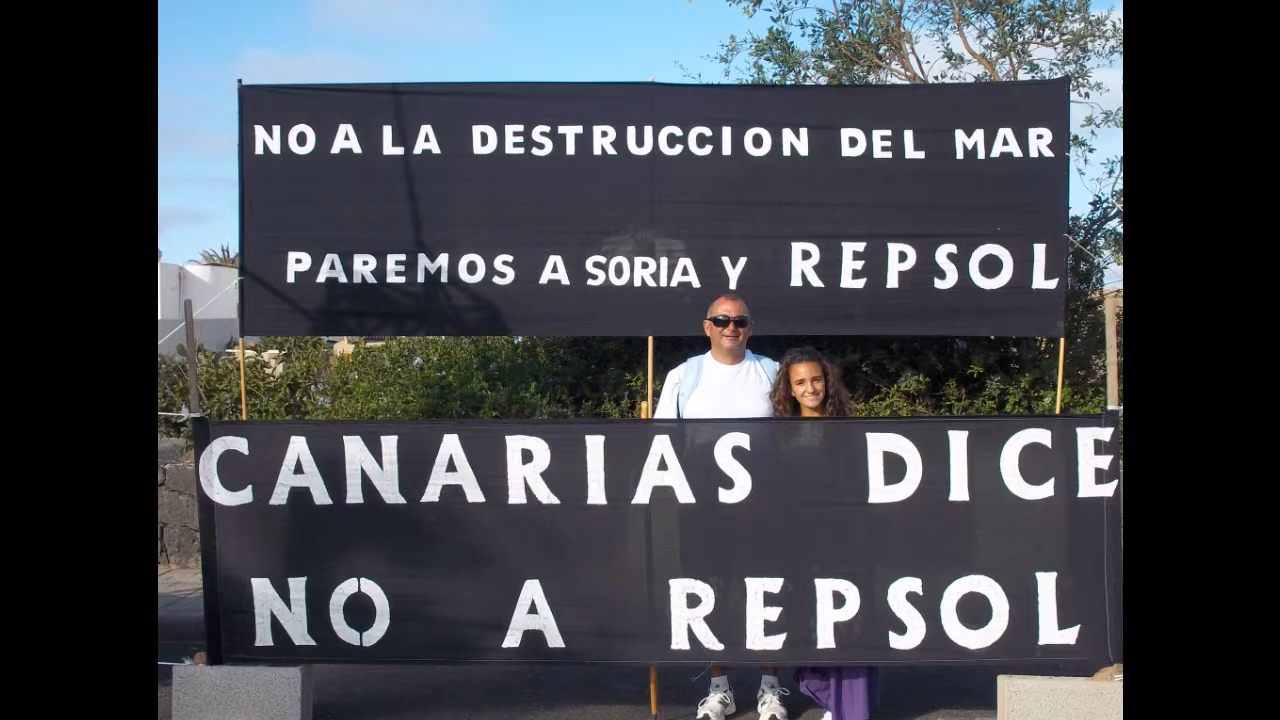 NO A LA DESTRUCCION DEL MAR
PAREMOS A SORIA Y REPSOL
CANARIAS DICE
NO A REPSOL